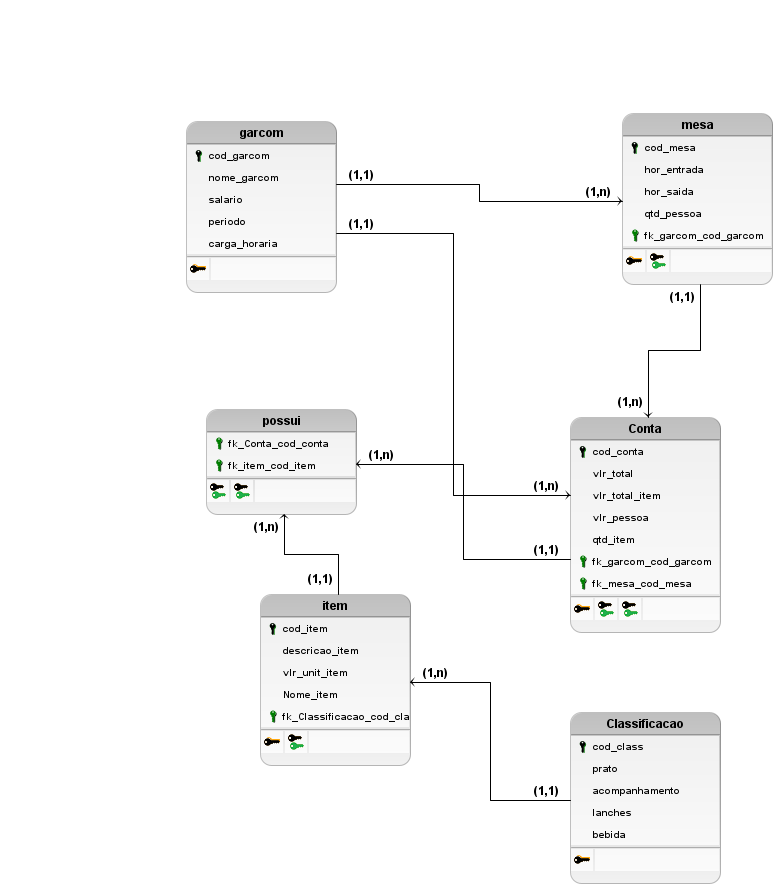 garcom
cod_garcom
nome_garcom
salario
periodo
carga_horaria
mesa
cod_mesa
hor_entrada
hor_saida
qtd_pessoa
fk_garcom_cod_garcom
(1,1)
(1,n)
(1,1)
(1,1)
(1,n)
possui
fk_Conta_cod_conta
fk_item_cod_item
(1,n)
(1,n)
(1,n)
(1,1)
(1,1)
Conta
cod_conta
vlr_total
vlr_total_item
vlr_pessoa
qtd_item
fk_garcom_cod_garcom
fk_mesa_cod_mesa
item
cod_item
descricao_item
vlr_unit_item
Nome_item
fk_Classificacao_cod_cla
(1,n)
(1,1)
Classificacao
cod_class
prato
acompanhamento
lanches
bebida